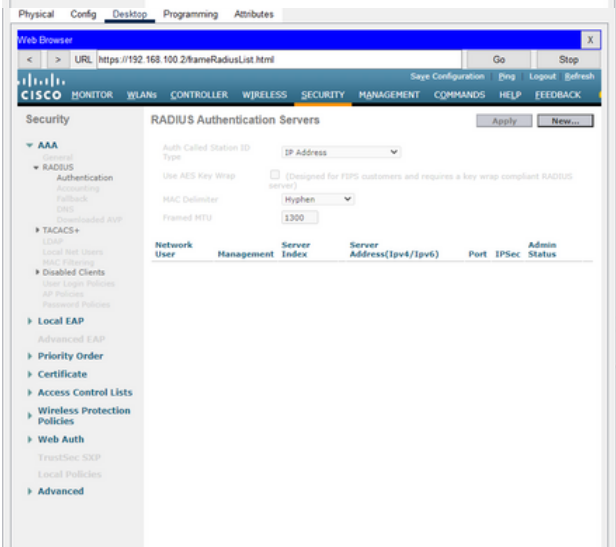 Physical Config Desktop Programming Attributes
Web Browser X
< > URL https://192.168.100.2/frameRadiusList.html Go Stop
Save Configuration Ping Logout Refresh
CISCO MONITOR WLANs CONTROLLER WIRELESS SECURITY MANAGEMENT COMMANDS HELP FEEDBACK
Security
RADIUS Authentication Servers Apply New...
AAA
General
RADIUS
Authentication
Accounting
Fallback
DNS
Downloaded AVP
TACACS+
LDAP
Local Net Users
MAC Filtering
Disabled Clients
User Login Policies
AP Policies
Password Policies
Local EAP
Advanced EAP
Priority Order
Certificate
Access Control Lists
Wireless Protection
Policies
Web Auth
TrustSec SXP
Local Policies
Advanced
Auth Called Station ID
Type
IP Address
Use AES Key Wrap (Designed for FIPS customers and requires a key wrap compliant RADIUS
server)
MAC Delimiter Hyphen
Framed MTU 1300
Network
User Management Server
Index Server
Address(Ipv4/Ipv6) Port IPSec Admin
Status